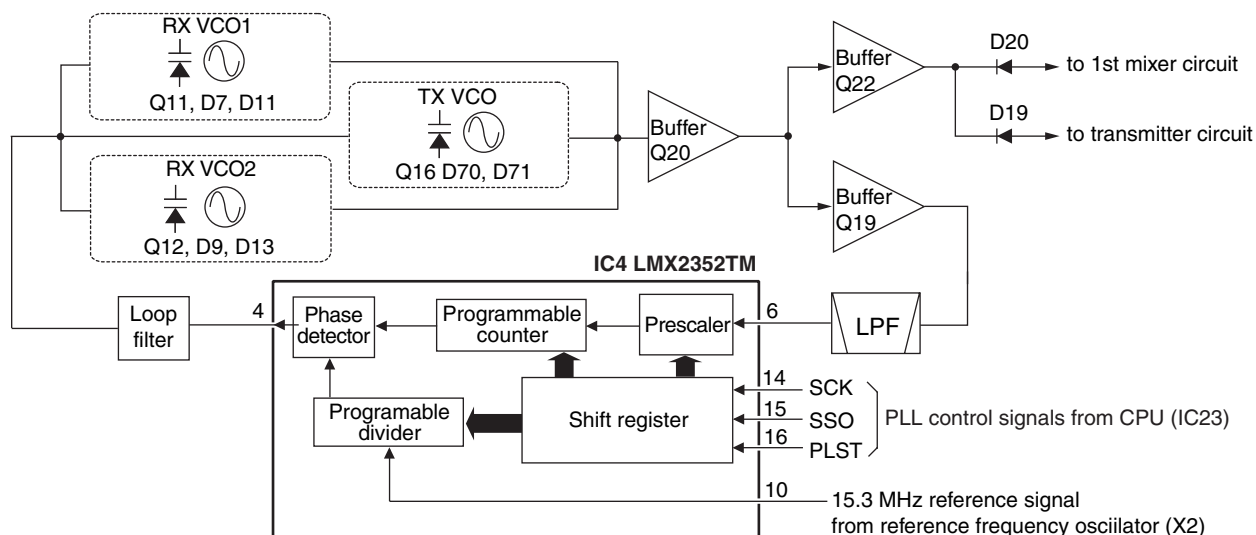 RX VCO1
Q11, D7, D11
TX VCO
Q16 D70, D71
RX VCO2
Q12, D9, D13
Buffer
Q20
Buffer
Q22
D20
to 1st mixer circuit
D19
to transmitter circuit
Buffer
Q19
IC4 LMX2352TM
Loop
filter
4
Phase
detector
Programmable
counter
Prescaler
6
LPF
Programable
divider
Shift register
14
SCK
15
SSO
16
PLST
PLL control signals from CPU (IC23)
10
15.3 MHz reference signal
from reference frequency osciillator (X2)